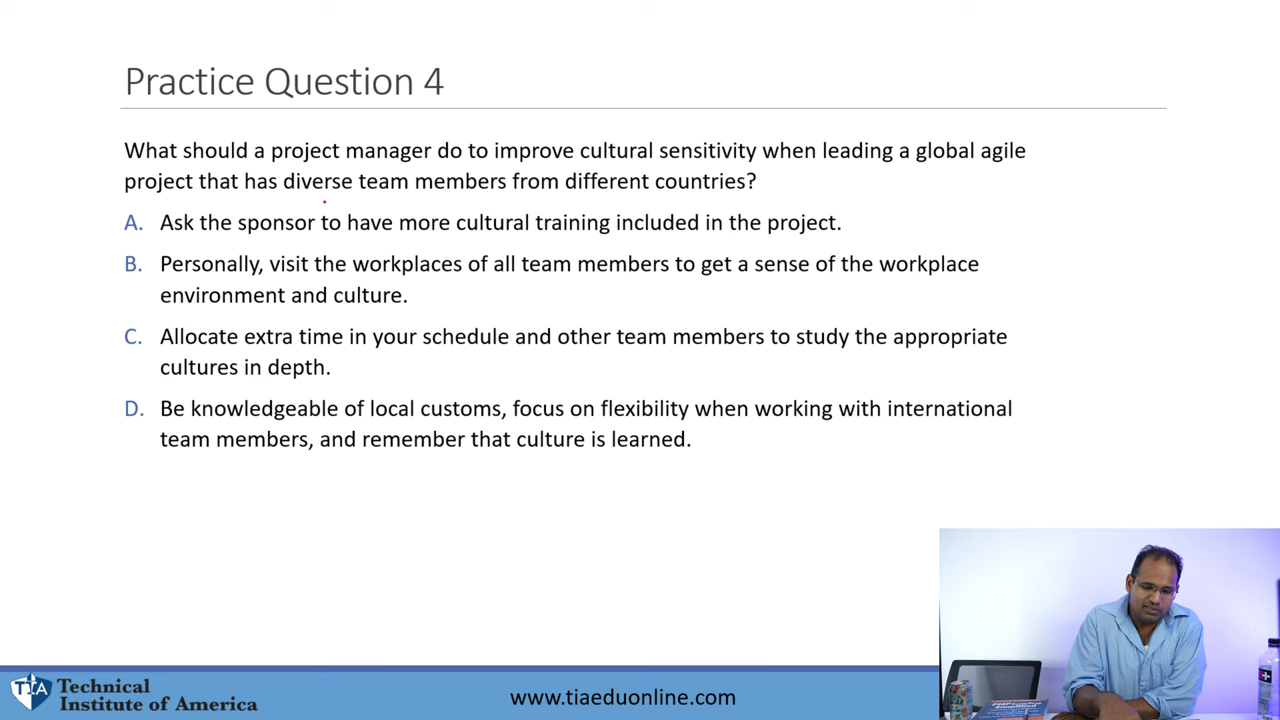 Practice Question 4
What should a project manager do to improve cultural sensitivity when leading a global agile
project that has diverse team members from different countries?
A. Ask the sponsor to have more cultural training included in the project.
B. Personally, visit the workplaces of all team members to get a sense of the workplace
environment and culture.
C. Allocate extra time in your schedule and other team members to study the appropriate
cultures in depth.
D. Be knowledgeable of local customs, focus on flexibility when working with international
team members, and remember that culture is learned.
TIA
Technical
Institute of America
www.tiaeduonline.com